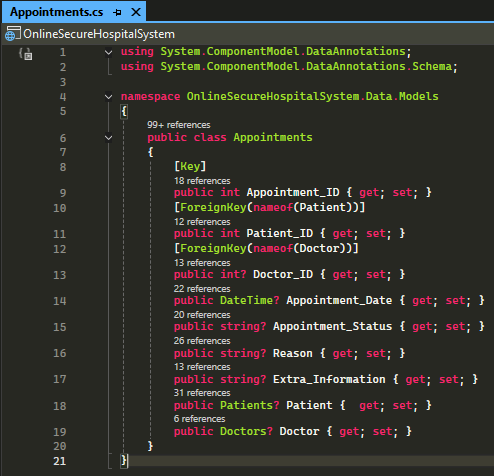 Appointments.cs
OnlineSecureHospitalSystem
1 using System.ComponentModel.DataAnnotations;
2 using System.ComponentModel.DataAnnotations.Schema;
3
4 namespace OnlineSecureHospitalSystem.Data.Models
5 {
99+ references
6 public class Appointments
7 {
8 [Key]
18 references
9 public int Appointment_ID { get; set; }
10 [ForeignKey(nameof(Patient))]
12 references
11 public int Patient_ID { get; set; }
12 [ForeignKey(nameof(Doctor))]
13 references
13 public int? Doctor_ID { get; set; }
22 references
14 public DateTime? Appointment_Date { get; set; }
20 references
15 public string? Appointment_Status { get; set; }
26 references
16 public string? Reason { get; set; }
13 references
17 public string? Extra_Information { get; set; }
31 references
18 public Patients? Patient {  get; set; }
6 references
19 public Doctors? Doctor { get; set; }
20 }
21 }